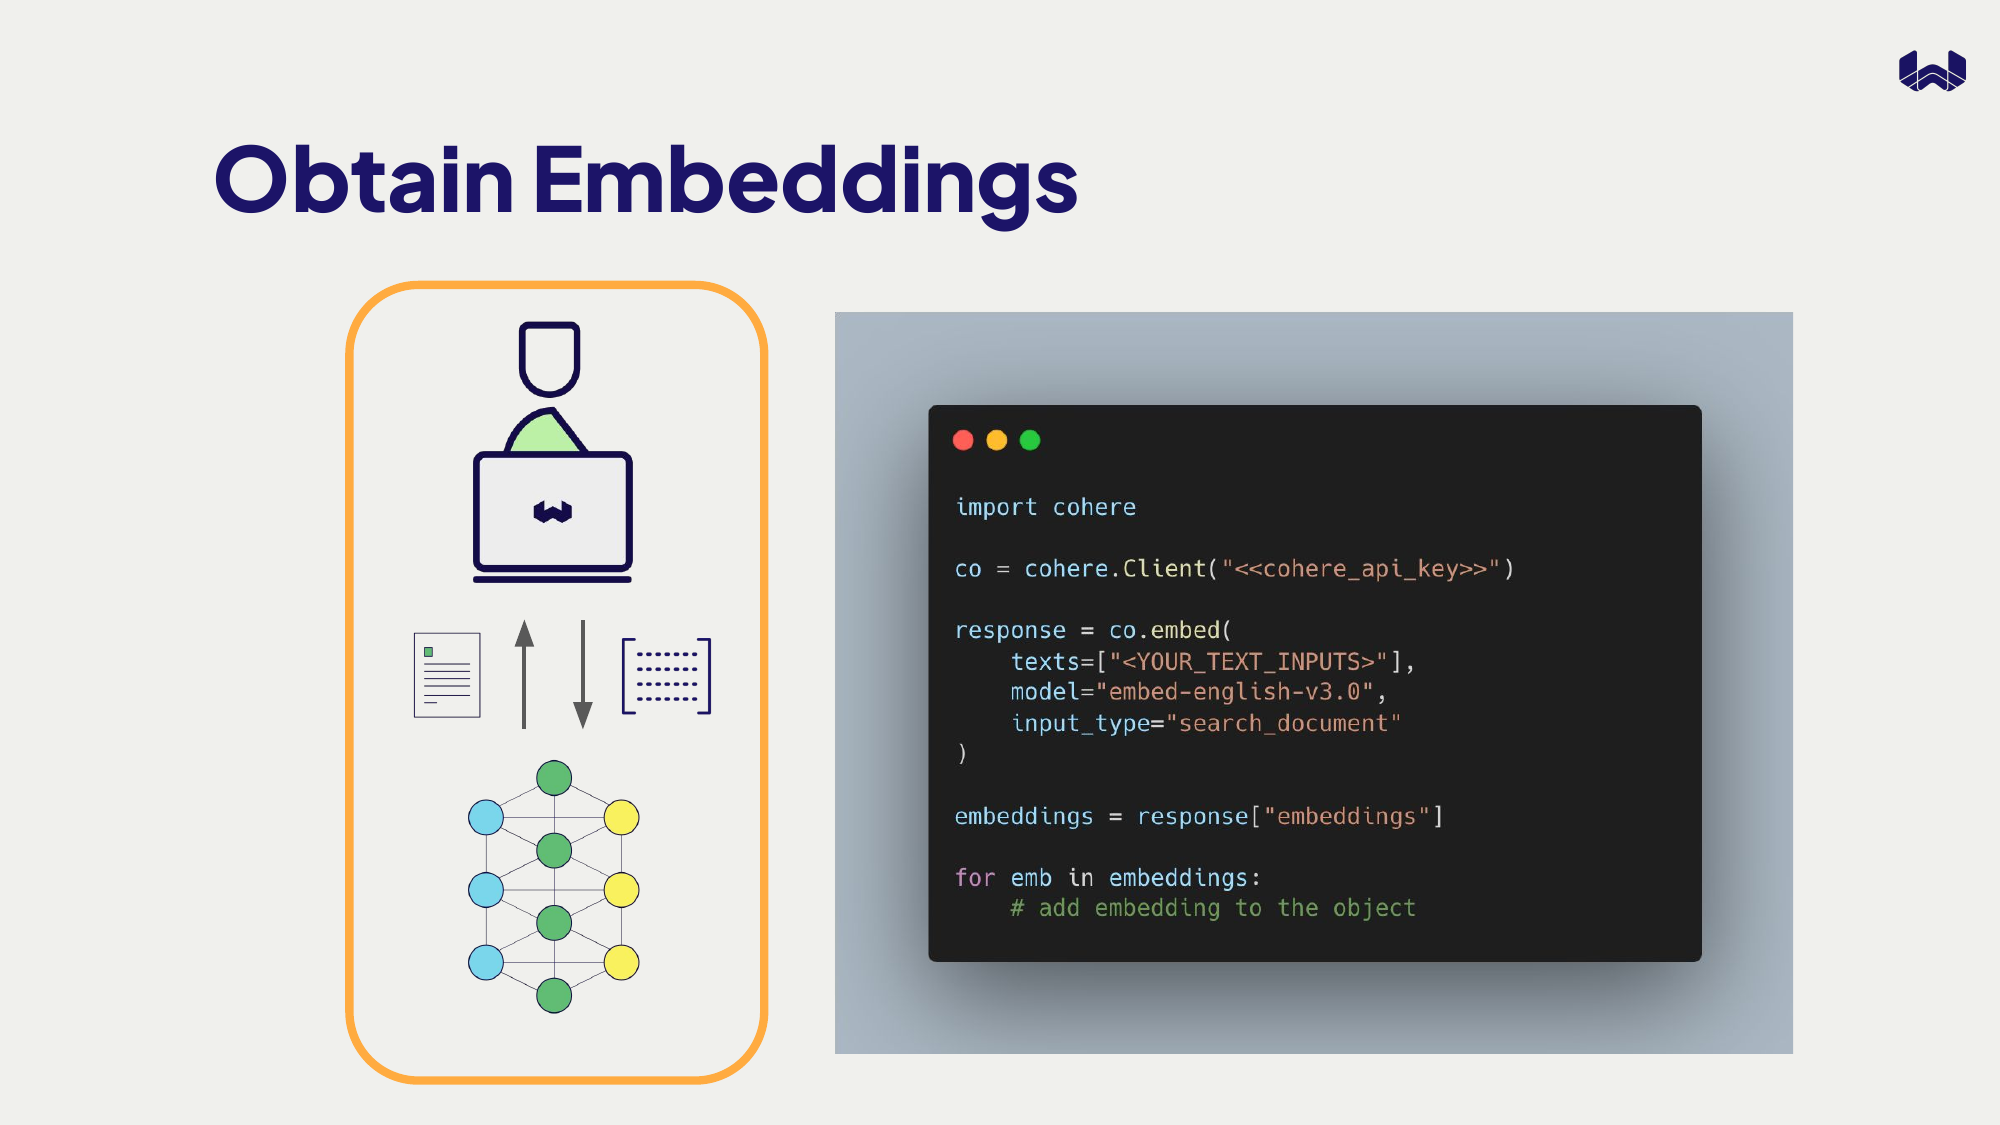 Obtain Embeddings
import cohere
co = cohere.Client("<<cohere_api_key>>")
response = co.embed(
    texts=["<YOUR_TEXT_INPUTS>"],
    model="embed-english-v3.0",
    input_type="search_document"
)
embeddings = response["embeddings"]
for emb in embeddings:
    # add embedding to the object